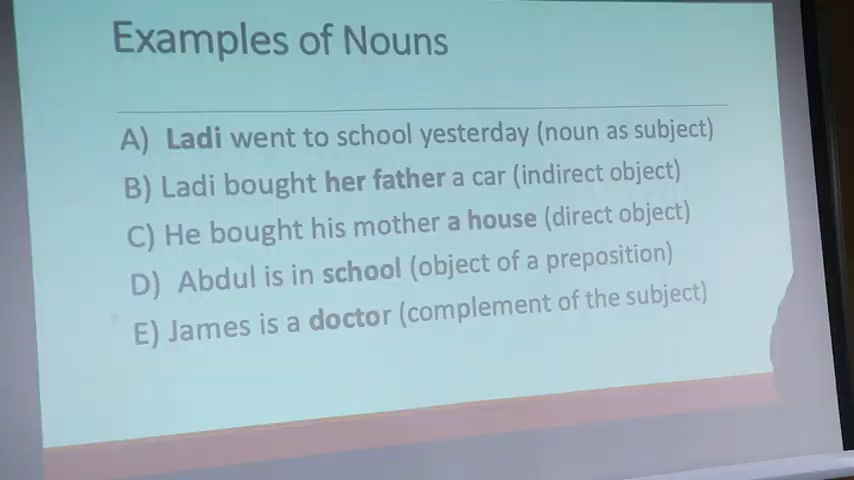 Examples of Nouns
A) Ladi went to school yesterday (noun as subject)
B) Ladi bought her father a car (indirect object)
C) He bought his mother a house (direct object)
D) Abdul is in school (object of a preposition)
E) James is a doctor (complement of the subject)